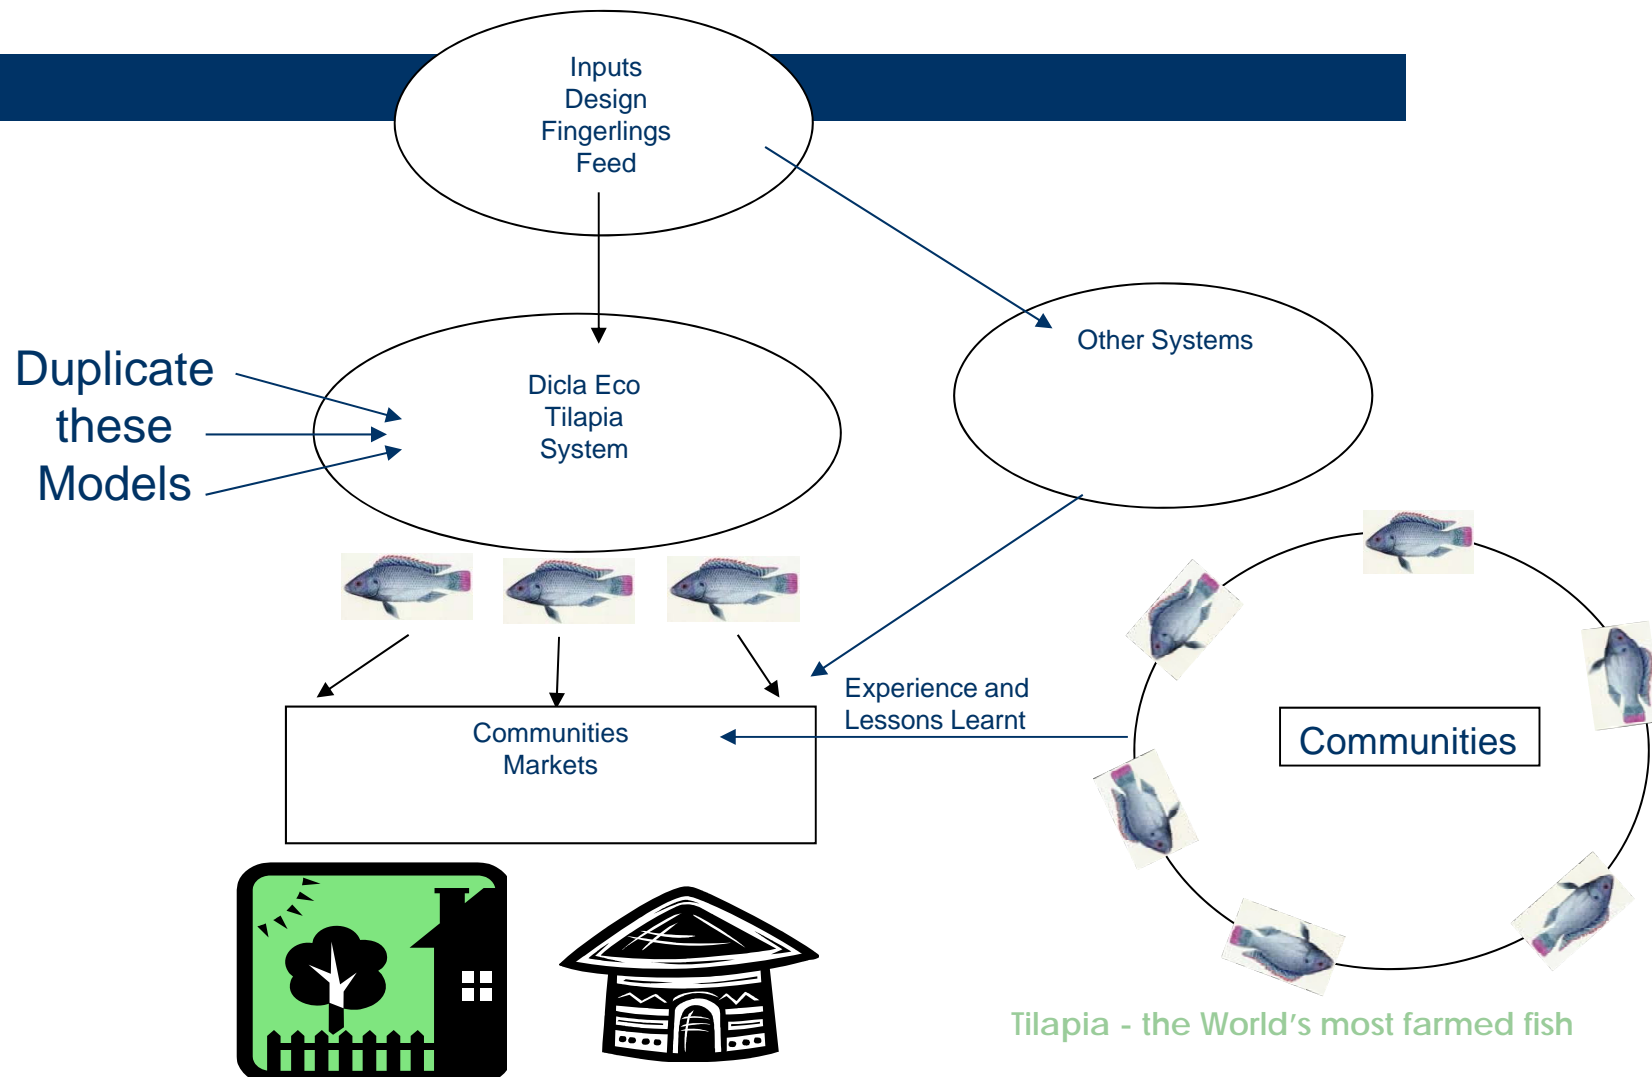 Inputs
Design
Fingerlings
Feed
Other Systems
Duplicate
these
Models
Dicla Eco
Tilapia
System
Experience and
Lessons Learnt
Communities
Markets
Communities
Tilapia - the World's most farmed fish